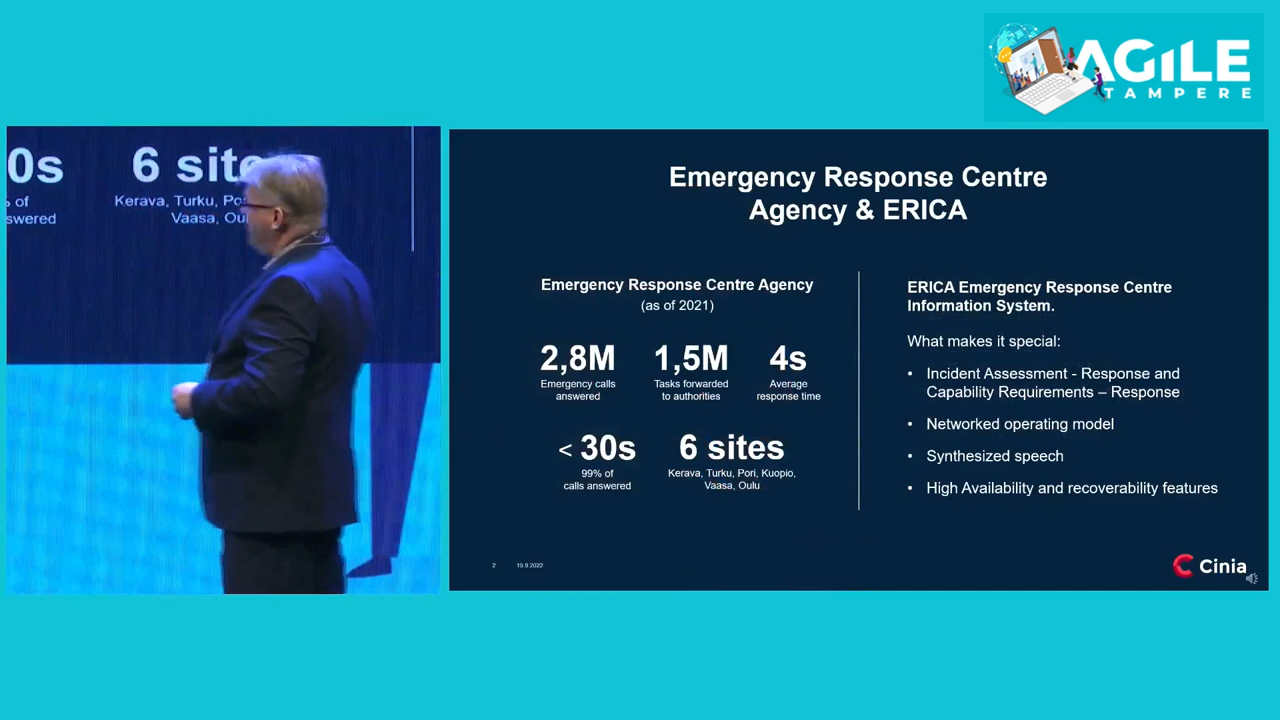 AGILE
TAMPERE
0s
6 site
Kerava, Turku, Po
Vaasa, Oul
of
swered
Emergency Response Centre
Agency & ERICA
Emergency Response Centre Agency
(as of 2021)
2,8M
Emergency calls
answered
1,5M
Tasks forwarded
to authorities
4s
Average
response time
< 30s
99% of
calls answered
6 sites
Kerava, Turku, Pori, Kuopio,
Vaasa, Oulu
ERICA Emergency Response Centre
Information System.
What makes it special:
• Incident Assessment - Response and
Capability Requirements – Response
• Networked operating model
• Synthesized speech
• High Availability and recoverability features
2
19.9.2022
Cinia